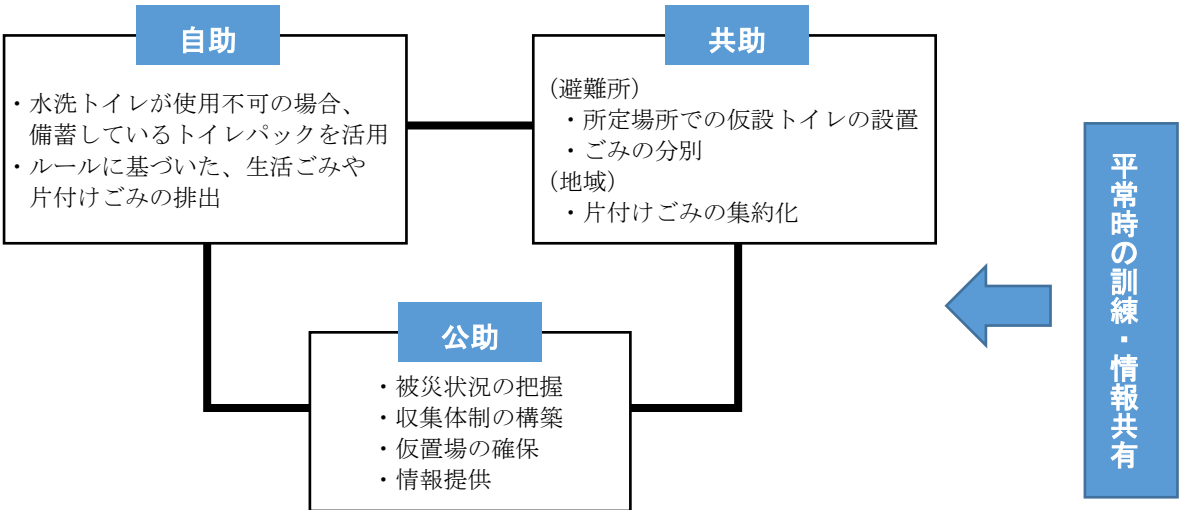 自助
・水洗トイレが使用不可の場合、
備蓄しているトイレパックを活用
・ルールに基づいた、生活ごみや
片付けごみの排出
共助
(避難所)
・所定場所での仮設トイレの設置
・ごみの分別
(地域)
・片付けごみの集約化
公助
・被災状況の把握
・収集体制の構築
・仮置場の確保
・情報提供
平常時の訓練・情報共有